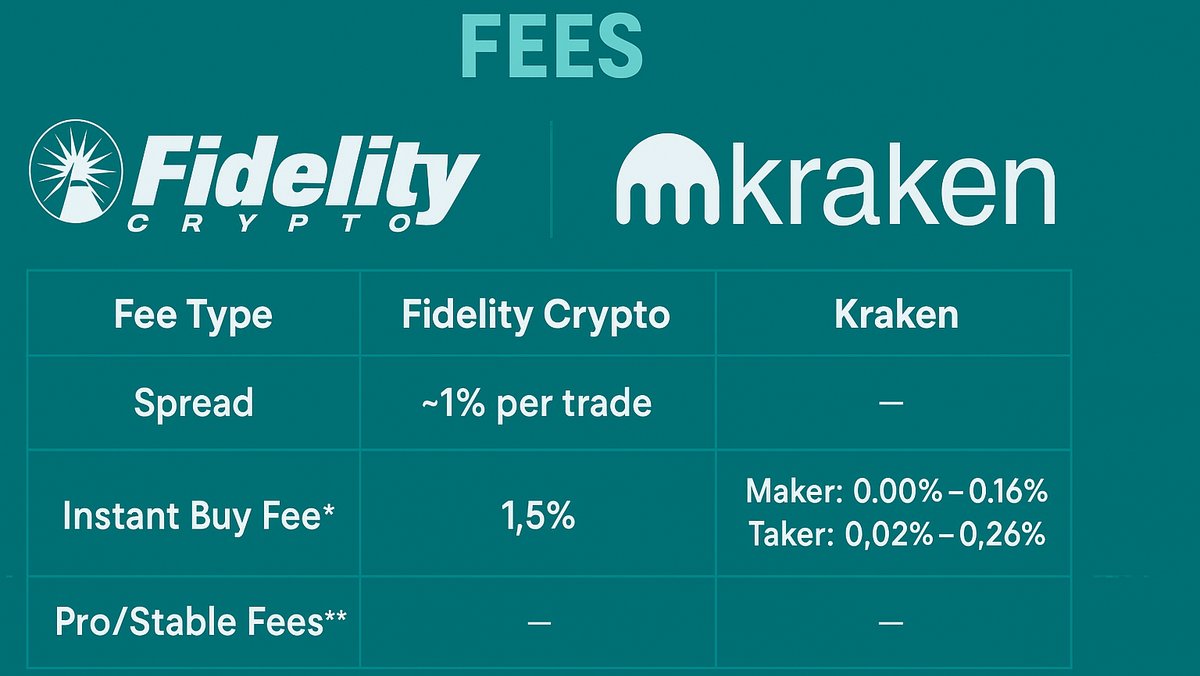 FEES
Fidelity
CRYPTO
kraken
Fee Type
Fidelity Crypto
Kraken
Spread
~1% per trade
—
Instant Buy Fee*
1,5%
Maker: 0.00% – 0.16%
Taker: 0,02% – 0,26%
Pro/Stable Fees**
—
—